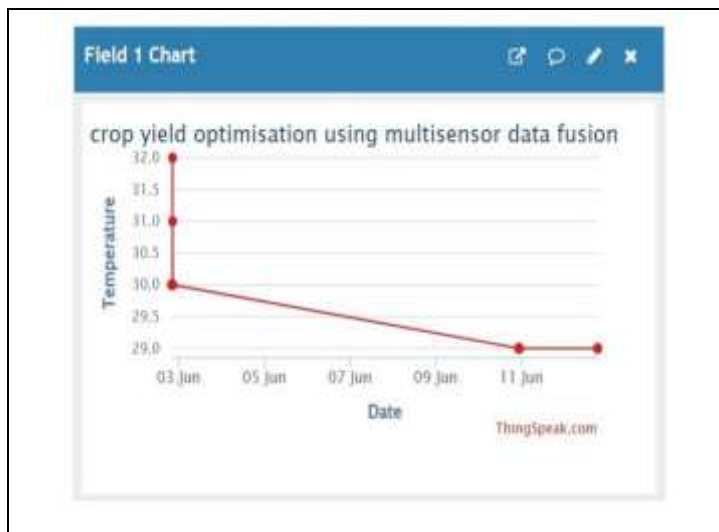 Field 1 Chart
crop yield optimisation using multisensor data fusion
Temperature
32.0
31.5
31.0
30.5
30.0
29.5
29.0
03 Jun
05 Jun
07 Jun
09 Jun
11 Jun
Date
ThingSpeak.com